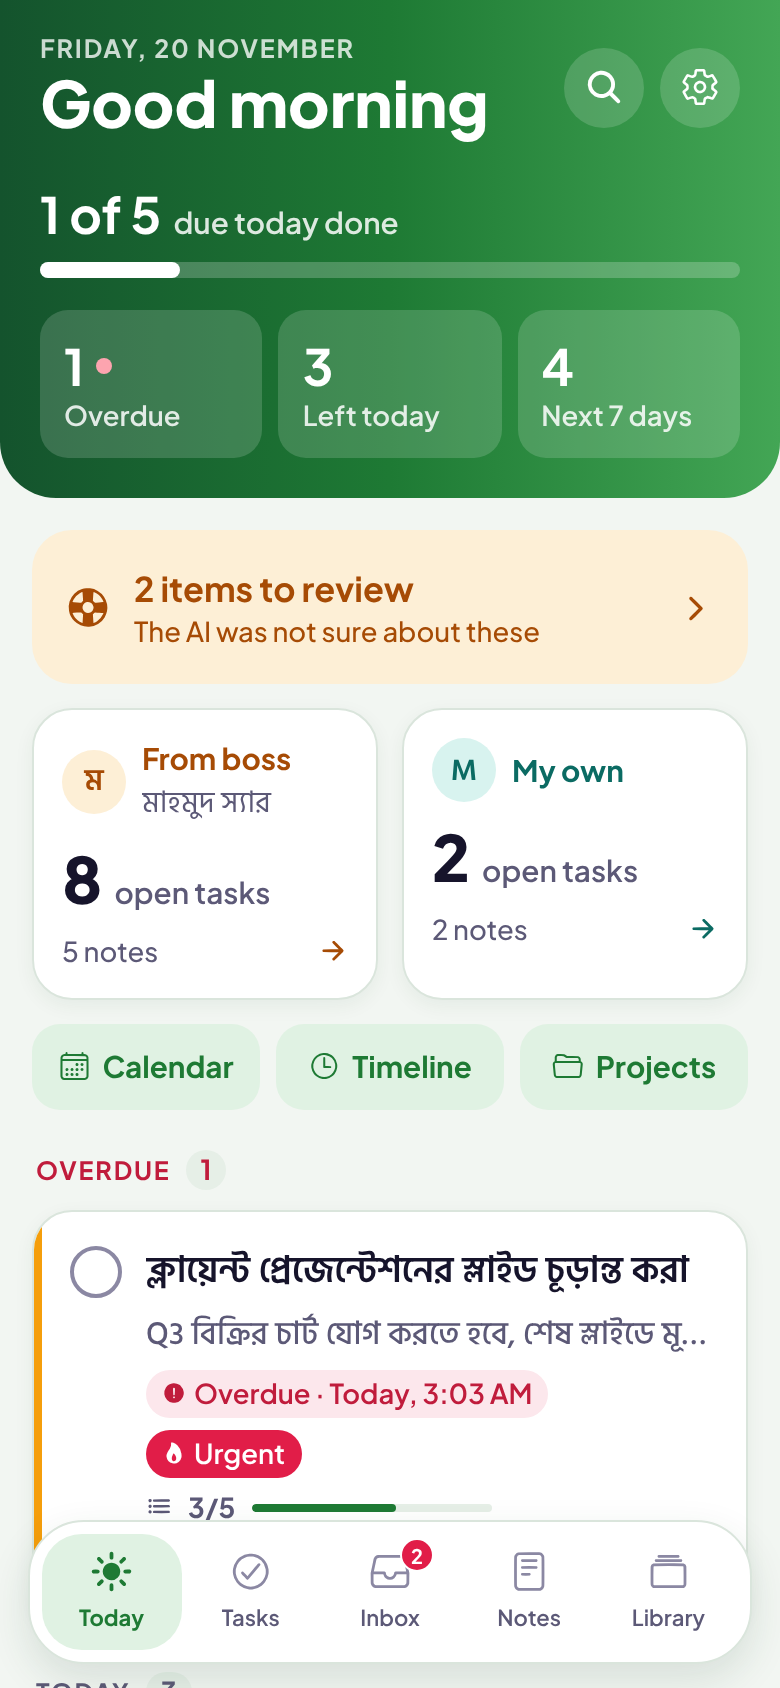 FRIDAY, 20 NOVEMBER
Good morning
1 of 5 due today done
1
Overdue
3
Left today
4
Next 7 days
2 items to review
The AI was not sure about these
ম
From boss
মাহমুদ স্যার
8 open tasks
5 notes
M
My own
2 open tasks
2 notes
Calendar
Timeline
Projects
OVERDUE 1
ক্লায়েন্ট প্রেজেন্টেশনের স্লাইড চূড়ান্ত করা
Q3 বিক্রির চার্ট যোগ করতে হবে, শেষ স্লাইডে মূ...
Overdue · Today, 3:03 AM
Urgent
3/5
Today
Tasks
2
Inbox
Notes
Library
TODAY 3